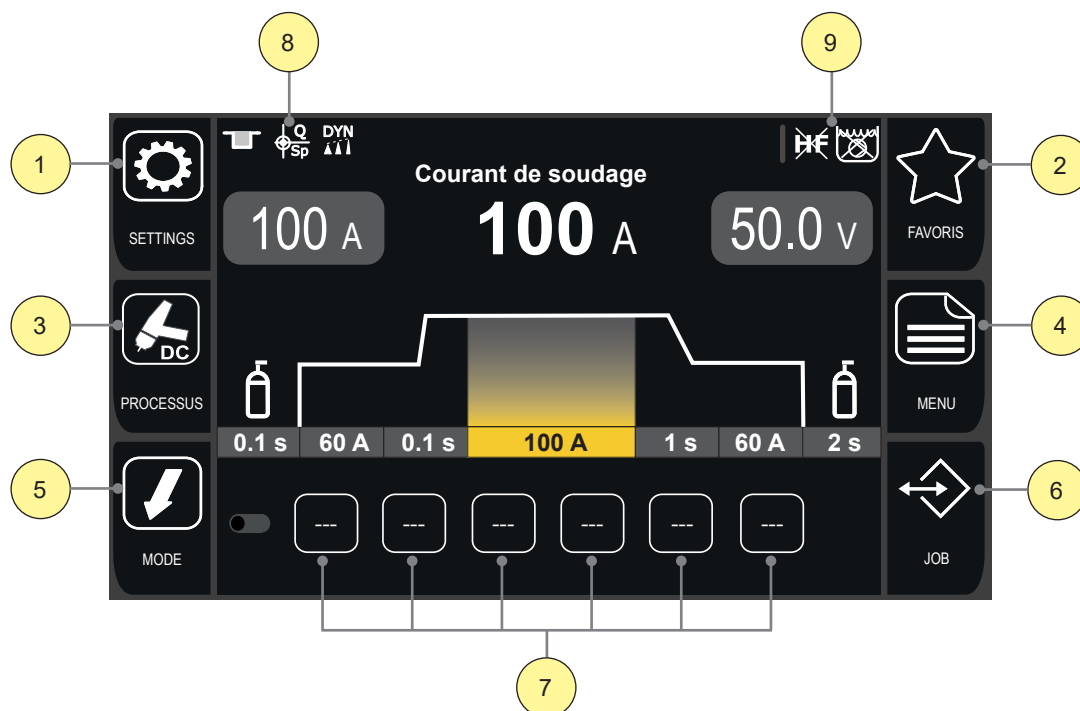 8
9
1
SETTINGS
Q
Sp
DYN
HF
2
FAVORIS
Courant de soudage
100 A
100 A
50.0 V
3
DC
PROCESSUS
4
MENU
0.1 s
60 A
0.1 s
100 A
1 s
60 A
2 s
5
MODE
---
---
---
---
---
---
6
JOB
7